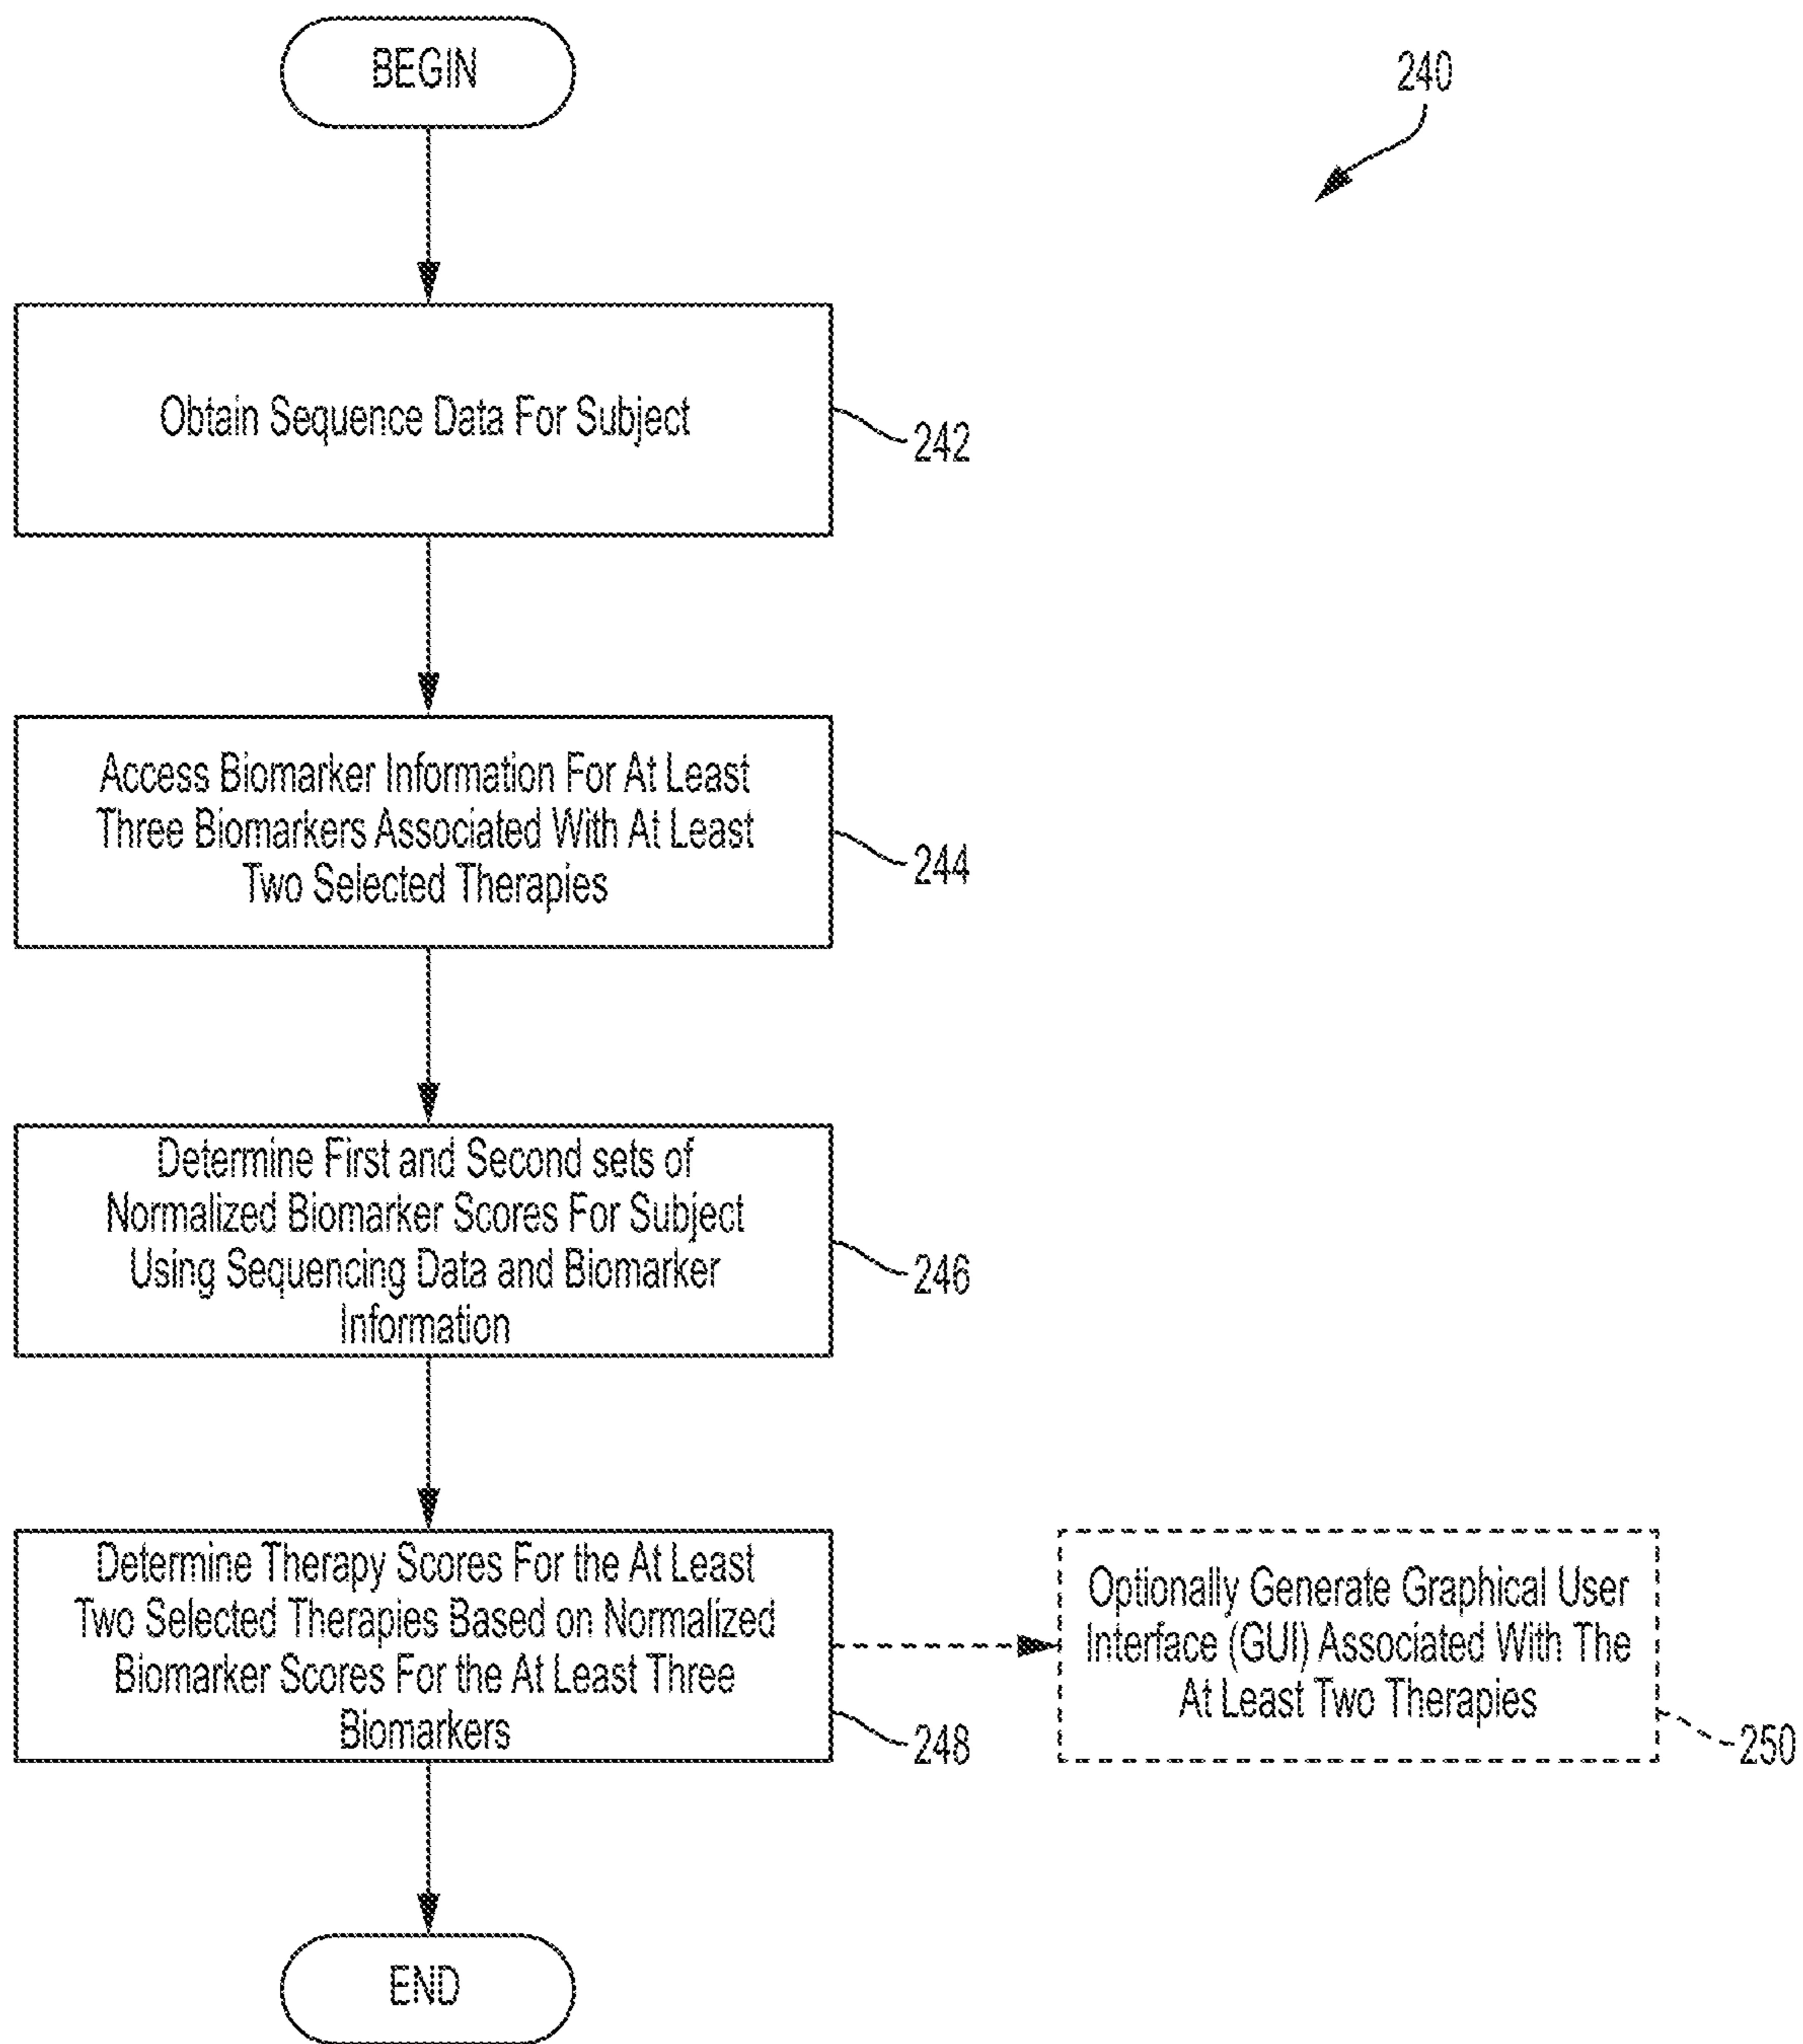 BEGIN
240
Obtain Sequence Data For Subject
242
Access Biomarker Information For At Least
Three Biomarkers Associated With At Least
Two Selected Therapies
244
Determine First and Second sets of
Normalized Biomarker Scores For Subject
Using Sequencing Data and Biomarker
Information
246
Determine Therapy Scores For the At Least
Two Selected Therapies Based on Normalized
Biomarker Scores For the At Least Three
Biomarkers
248
Optionally Generate Graphical User
Interface (GUI) Associated With The
At Least Two Therapies
250
END